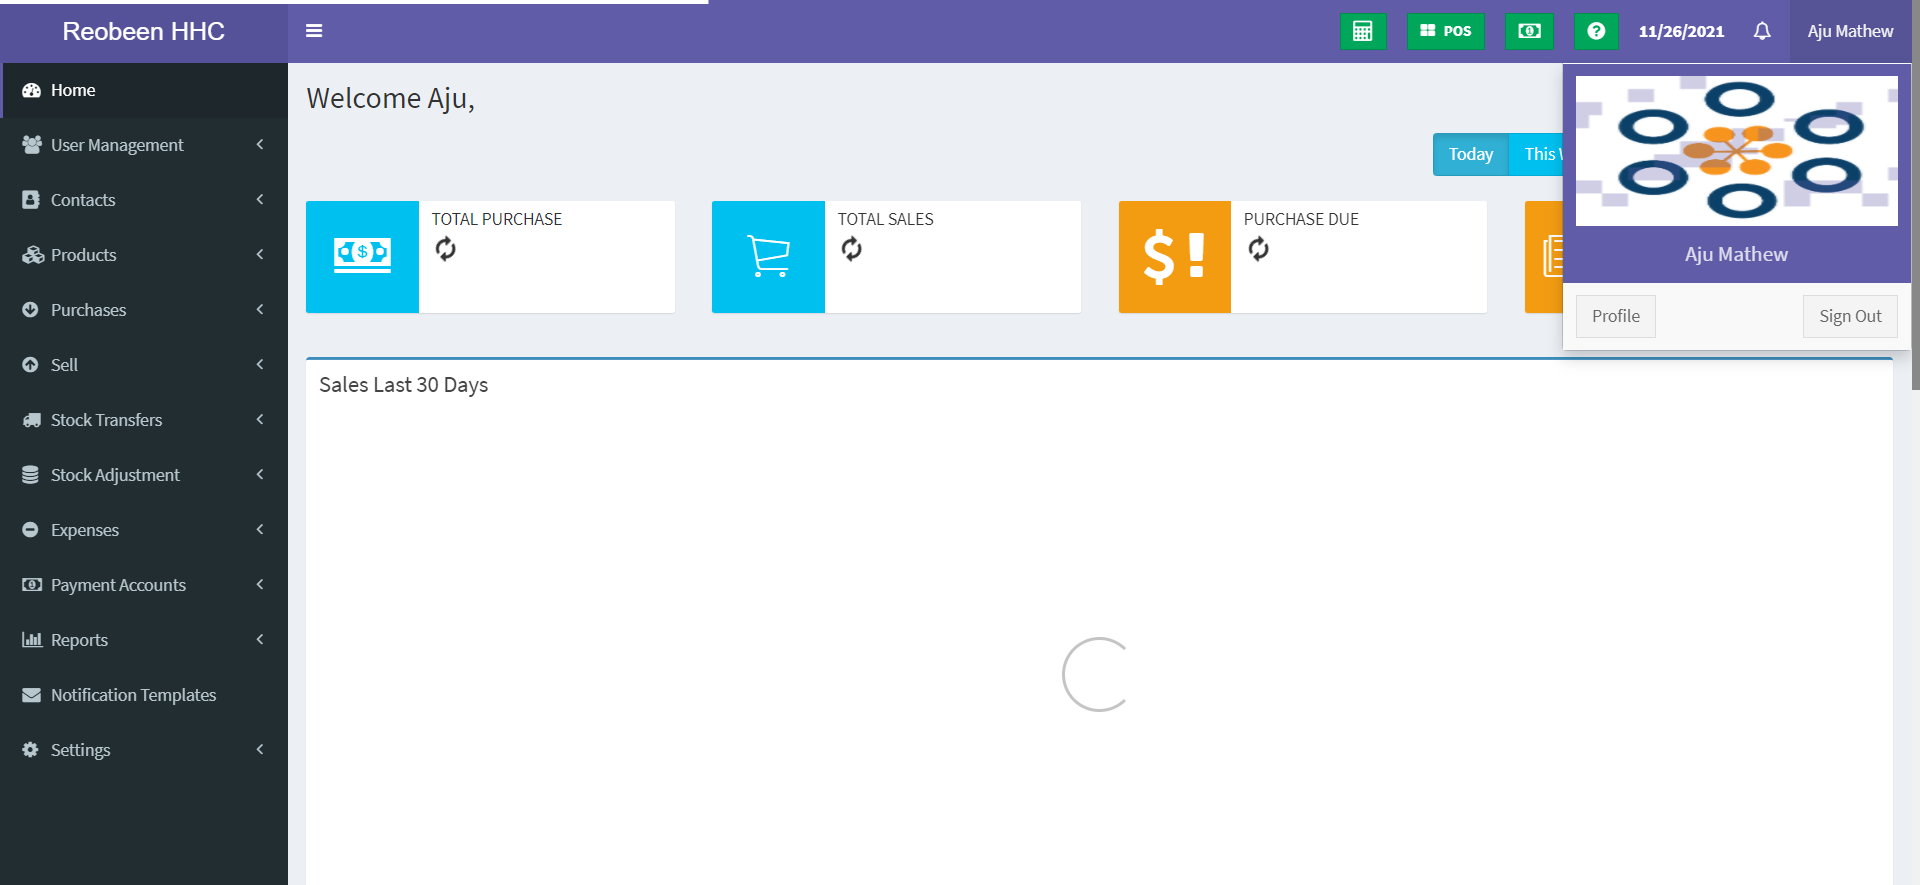 Reobeen HHC
POS
11/26/2021
Aju Mathew
Home
User Management
Contacts
Products
Purchases
Sell
Stock Transfers
Stock Adjustment
Expenses
Payment Accounts
Reports
Notification Templates
Settings
Welcome Aju,
Today
This
TOTAL PURCHASE
TOTAL SALES
PURCHASE DUE
Aju Mathew
Profile
Sign Out
Sales Last 30 Days